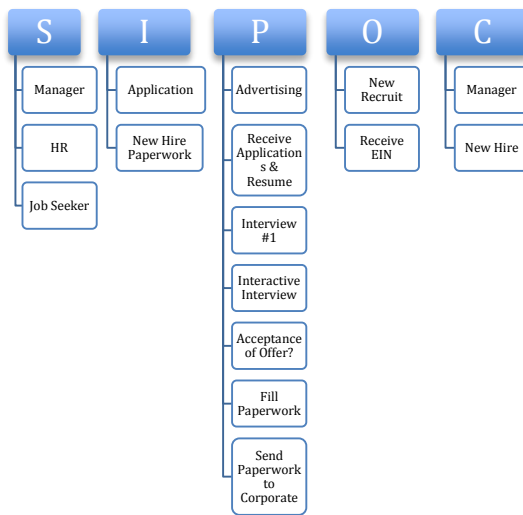 S
Manager
HR
Job Seeker
I
Application
New Hire
Paperwork
P
Advertising
Receive
Application
s &
Resume
Interview
#1
Interactive
Interview
Acceptance
of Offer?
Fill
Paperwork
Send
Paperwork
to
Corporate
O
New
Recruit
Receive
EIN
C
Manager
New Hire